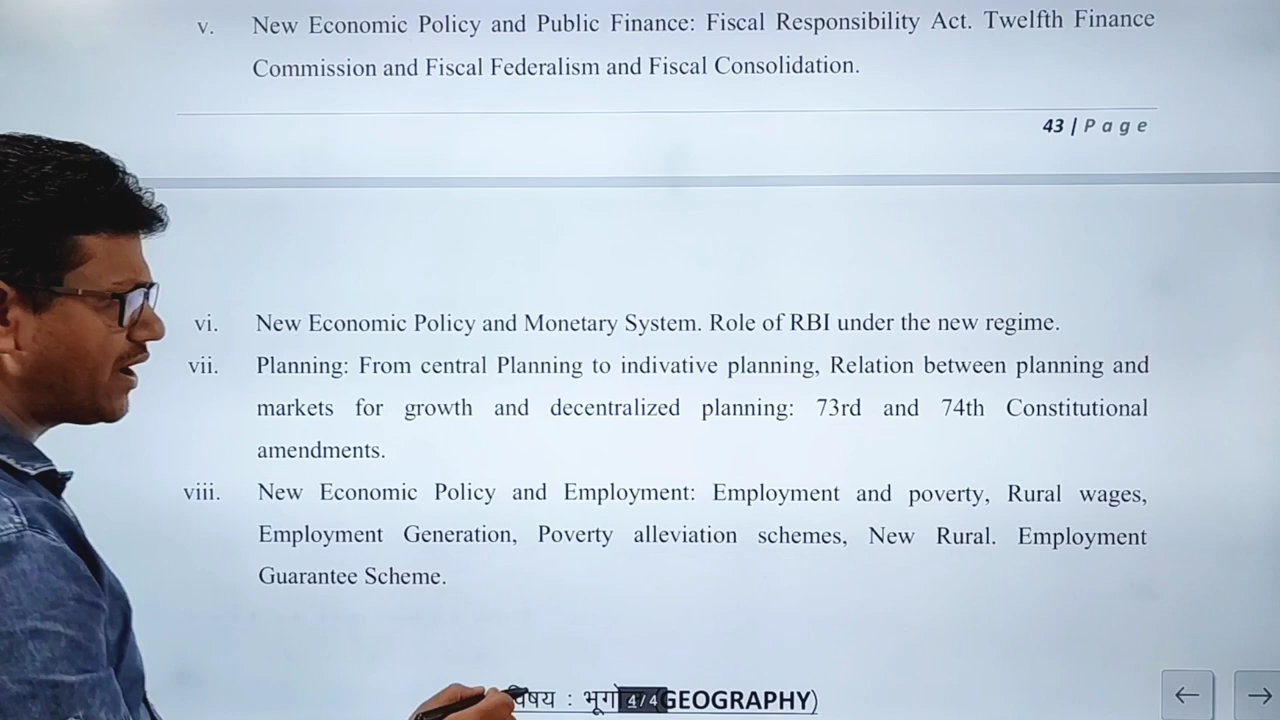 v. New Economic Policy and Public Finance: Fiscal Responsibility Act. Twelfth Finance
Commission and Fiscal Federalism and Fiscal Consolidation.
43 | P a g e
vi. New Economic Policy and Monetary System. Role of RBI under the new regime.
vii. Planning: From central Planning to indivative planning, Relation between planning and
markets for growth and decentralized planning: 73rd and 74th Constitutional
amendments.
viii. New Economic Policy and Employment: Employment and poverty, Rural wages,
Employment Generation, Poverty alleviation schemes, New Rural. Employment
Guarantee Scheme.
: 4/4 GEOGRAPHY)